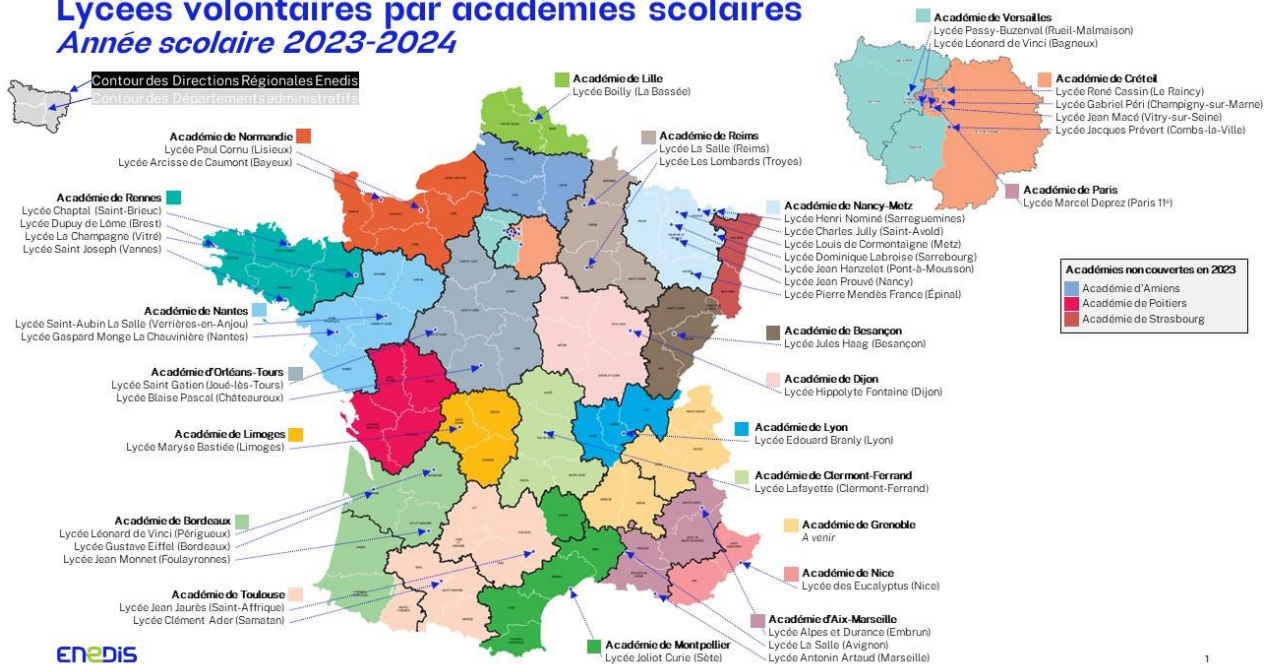 Lycées volontaires par académies scolaires
Année scolaire 2023-2024
Contour des Directions Régionales Enedis
Contour des Départements administratifs
Académie de Lille
Lycée Boilly (La Bassée)
Académie de Versailles
Lycée Passy-Buzenval (Rueil-Malmaison)
Lycée Léonard de Vinci (Bagneux)
Académie de Créteil
Lycée René Cassin (Le Raincy)
Lycée Gabriel Péri (Champigny-sur-Marne)
Lycée Jean Macé (Vitry-sur-Seine)
Lycée Jacques Prévert (Combs-la-Ville)
Académie de Paris
Lycée Marcel Deprez (Paris 11e)
Académie de Normandie
Lycée Paul Cornu (Lisieux)
Lycée Arcisse de Caumont (Bayeux)
Académie de Reims
Lycée La Salle (Reims)
Lycée Les Lombards (Troyes)
Académie de Rennes
Lycée Chaptal (Saint-Brieuc)
Lycée Dupuy de Lôme (Brest)
Lycée La Champagne (Vitré)
Lycée Saint Joseph (Vannes)
Académie de Nancy-Metz
Lycée Henri Nominé (Sarreguemines)
Lycée Charles Jully (Saint-Avold)
Lycée Louis de Cormontaigne (Metz)
Lycée Dominique Labroise (Sarrebourg)
Lycée Jean Hanzelet (Pont-à-Mousson)
Lycée Jean Prouvé (Nancy)
Lycée Pierre Mendès France (Épinal)
Académies non couvertes en 2023
Académie d'Amiens
Académie de Poitiers
Académie de Strasbourg
Académie de Nantes
Lycée Saint-Aubin La Salle (Verrières-en-Anjou)
Lycée Gaspard Monge La Chauvinière (Nantes)
Académie de Besançon
Lycée Jules Haag (Besançon)
Académie d'Orléans-Tours
Lycée Saint Gatien (Joué-lès-Tours)
Lycée Blaise Pascal (Châteauroux)
Académie de Dijon
Lycée Hippolyte Fontaine (Dijon)
Académie de Limoges
Lycée Maryse Bastiée (Limoges)
Académie de Lyon
Lycée Edouard Branly (Lyon)
Académie de Clermont-Ferrand
Lycée Lafayette (Clermont-Ferrand)
Académie de Bordeaux
Lycée Léonard de Vinci (Périgueux)
Lycée Gustave Eiffel (Bordeaux)
Lycée Jean Monnet (Foulayronnes)
Académie de Grenoble
A venir
Académie de Nice
Lycée des Eucalyptus (Nice)
Académie de Toulouse
Lycée Jean Jaurès (Saint-Affrique)
Lycée Clément Ader (Samatan)
Académie d'Aix-Marseille
Lycée Alpes et Durance (Embrun)
Lycée La Salle (Avignon)
Lycée Antonin Artaud (Marseille)
Académie de Montpellier
Lycée Joliot Curie (Sète)
ENEDIS
1